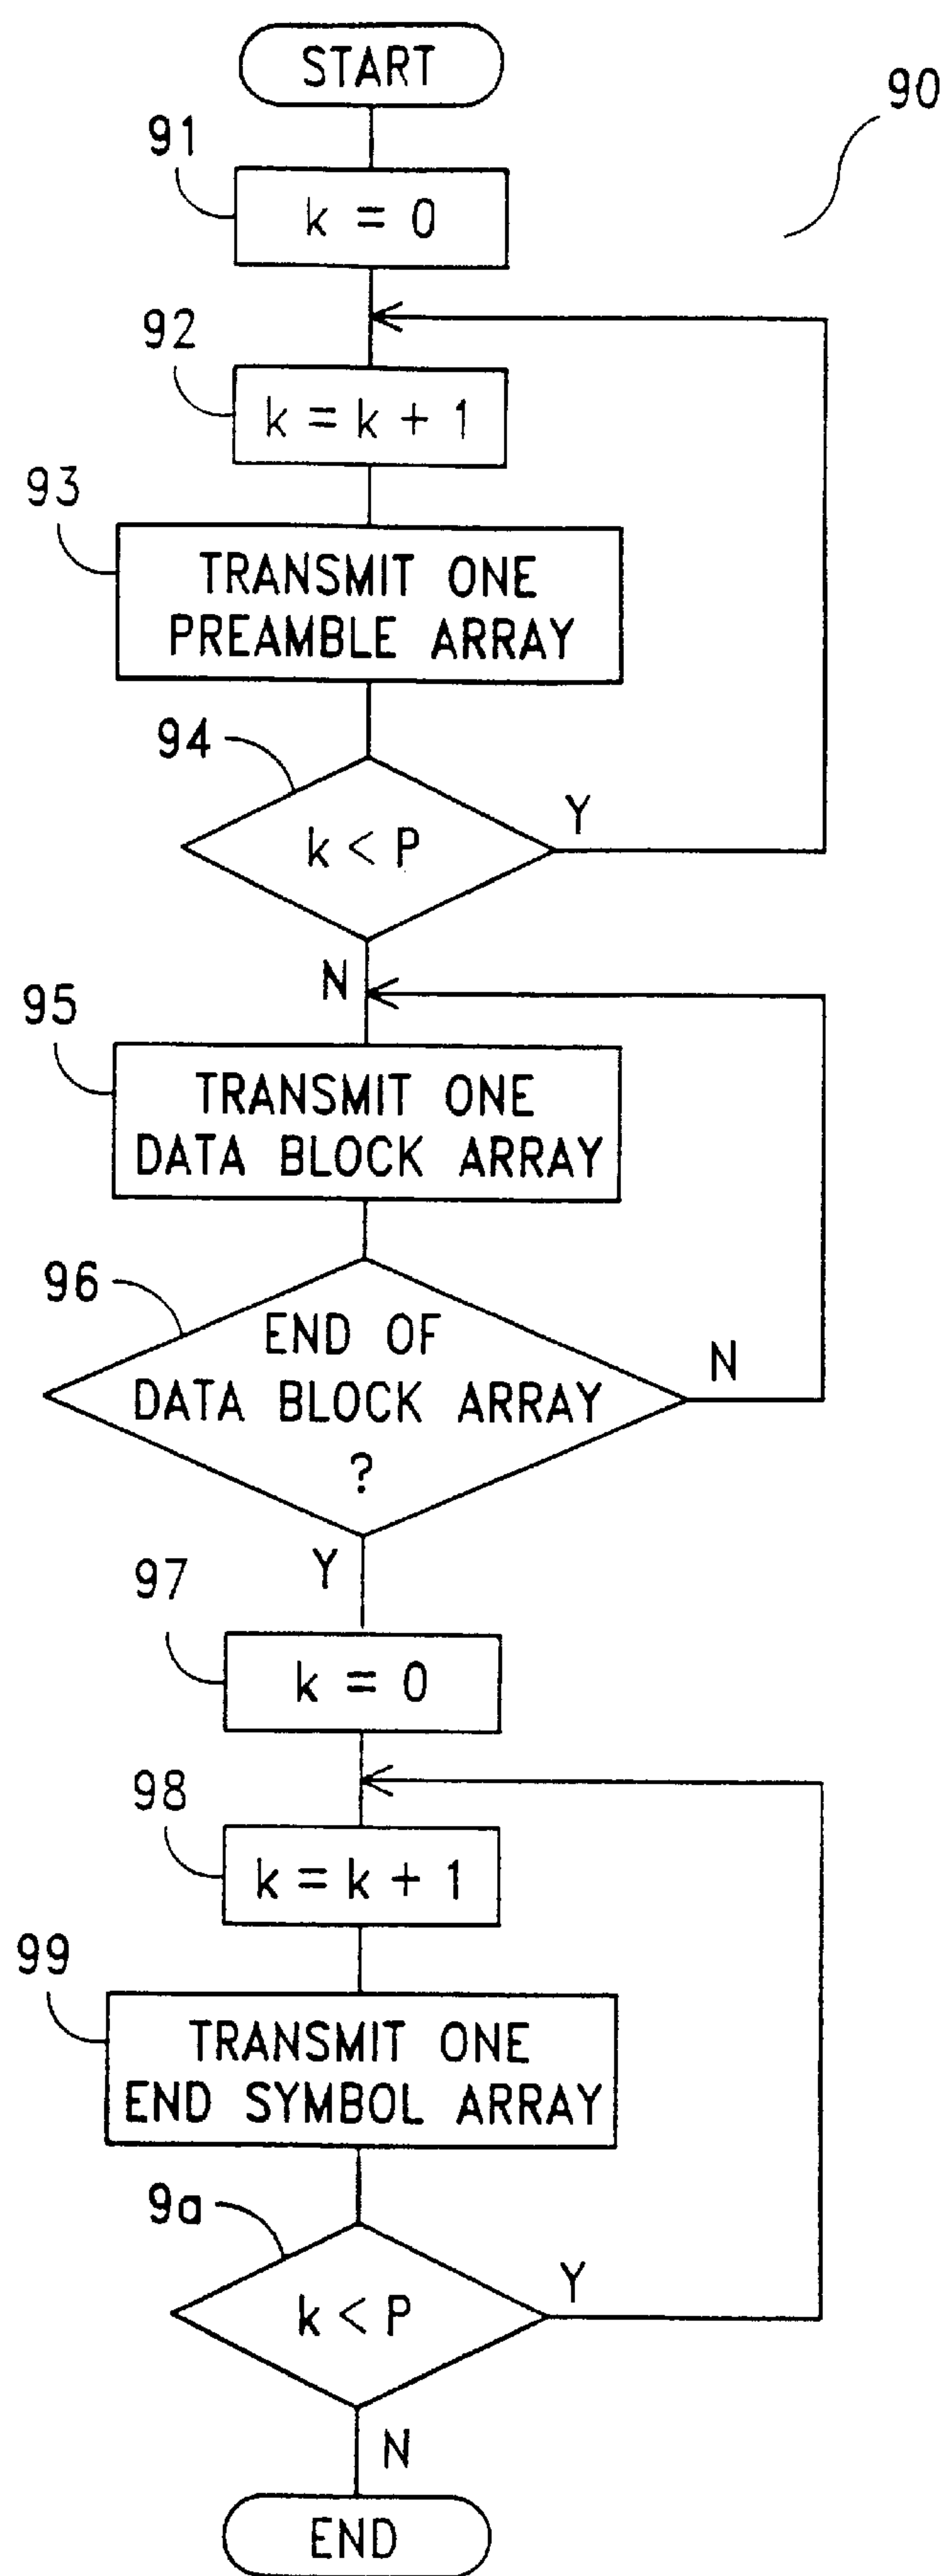 START
90
91
k = 0
92
k = k + 1
93
TRANSMIT ONE
PREAMBLE ARRAY
94
k < P
Y
N
95
TRANSMIT ONE
DATA BLOCK ARRAY
96
END OF
DATA BLOCK ARRAY
?
N
Y
97
k = 0
98
k = k + 1
99
TRANSMIT ONE
END SYMBOL ARRAY
9a
k < P
Y
N
END